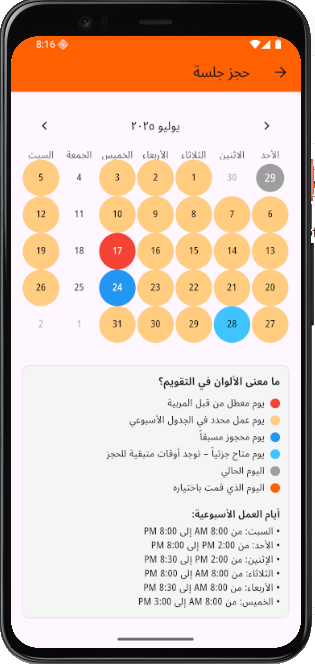 8:16
حجز جلسة
يوليو ٢٠٢٥
الأحد الاثنين الثلاثاء الأربعاء الخميس الجمعة السبت
29 30 1 2 3 4 5
6 7 8 9 10 11 12
13 14 15 16 17 18 19
20 21 22 23 24 25 26
27 28 29 30 31 1 2
ما معنى الألوان في التقويم؟
يوم معطل من قبل المربية
يوم عمل محدد في الجدول الأسبوعي
يوم محجوز مسبقاً
يوم متاح جزئياً – توجد أوقات متبقية للحجز
اليوم الحالي
اليوم الذي قمت باختياره
أيام العمل الأسبوعية:
• السبت: من 8:00 AM إلى 8:00 PM
• الأحد: من 2:00 PM إلى 8:00 PM
• الإثنين: من 2:00 PM إلى 8:30 PM
• الثلاثاء: من 8:00 AM إلى 8:00 PM
• الأربعاء: من 8:00 AM إلى 8:30 PM
• الخميس: من 8:00 AM إلى 3:00 PM